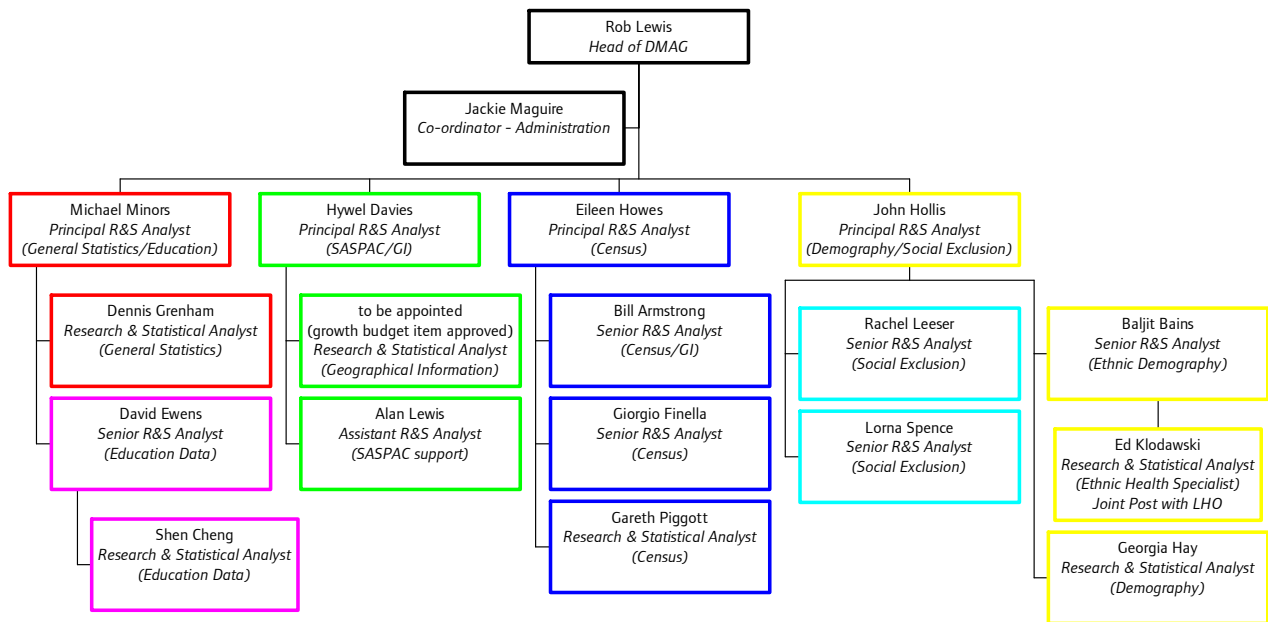 Rob Lewis
Head of DMAG
Jackie Maguire
Co-ordinator - Administration
Michael Minors
Principal R&S Analyst
(General Statistics/Education)
Hywel Davies
Principal R&S Analyst
(SASPAC/GI)
Eileen Howes
Principal R&S Analyst
(Census)
John Hollis
Principal R&S Analyst
(Demography/Social Exclusion)
Dennis Grenham
Research & Statistical Analyst
(General Statistics)
David Ewens
Senior R&S Analyst
(Education Data)
Shen Cheng
Research & Statistical Analyst
(Education Data)
to be appointed
(growth budget item approved)
Research & Statistical Analyst
(Geographical Information)
Alan Lewis
Assistant R&S Analyst
(SASPAC support)
Bill Armstrong
Senior R&S Analyst
(Census/GI)
Giorgio Finella
Senior R&S Analyst
(Census)
Gareth Piggott
Research & Statistical Analyst
(Census)
Rachel Leeser
Senior R&S Analyst
(Social Exclusion)
Lorna Spence
Senior R&S Analyst
(Social Exclusion)
Baljit Bains
Senior R&S Analyst
(Ethnic Demography)
Ed Klodawski
Research & Statistical Analyst
(Ethnic Health Specialist)
Joint Post with LHO
Georgia Hay
Research & Statistical Analyst
(Demography)